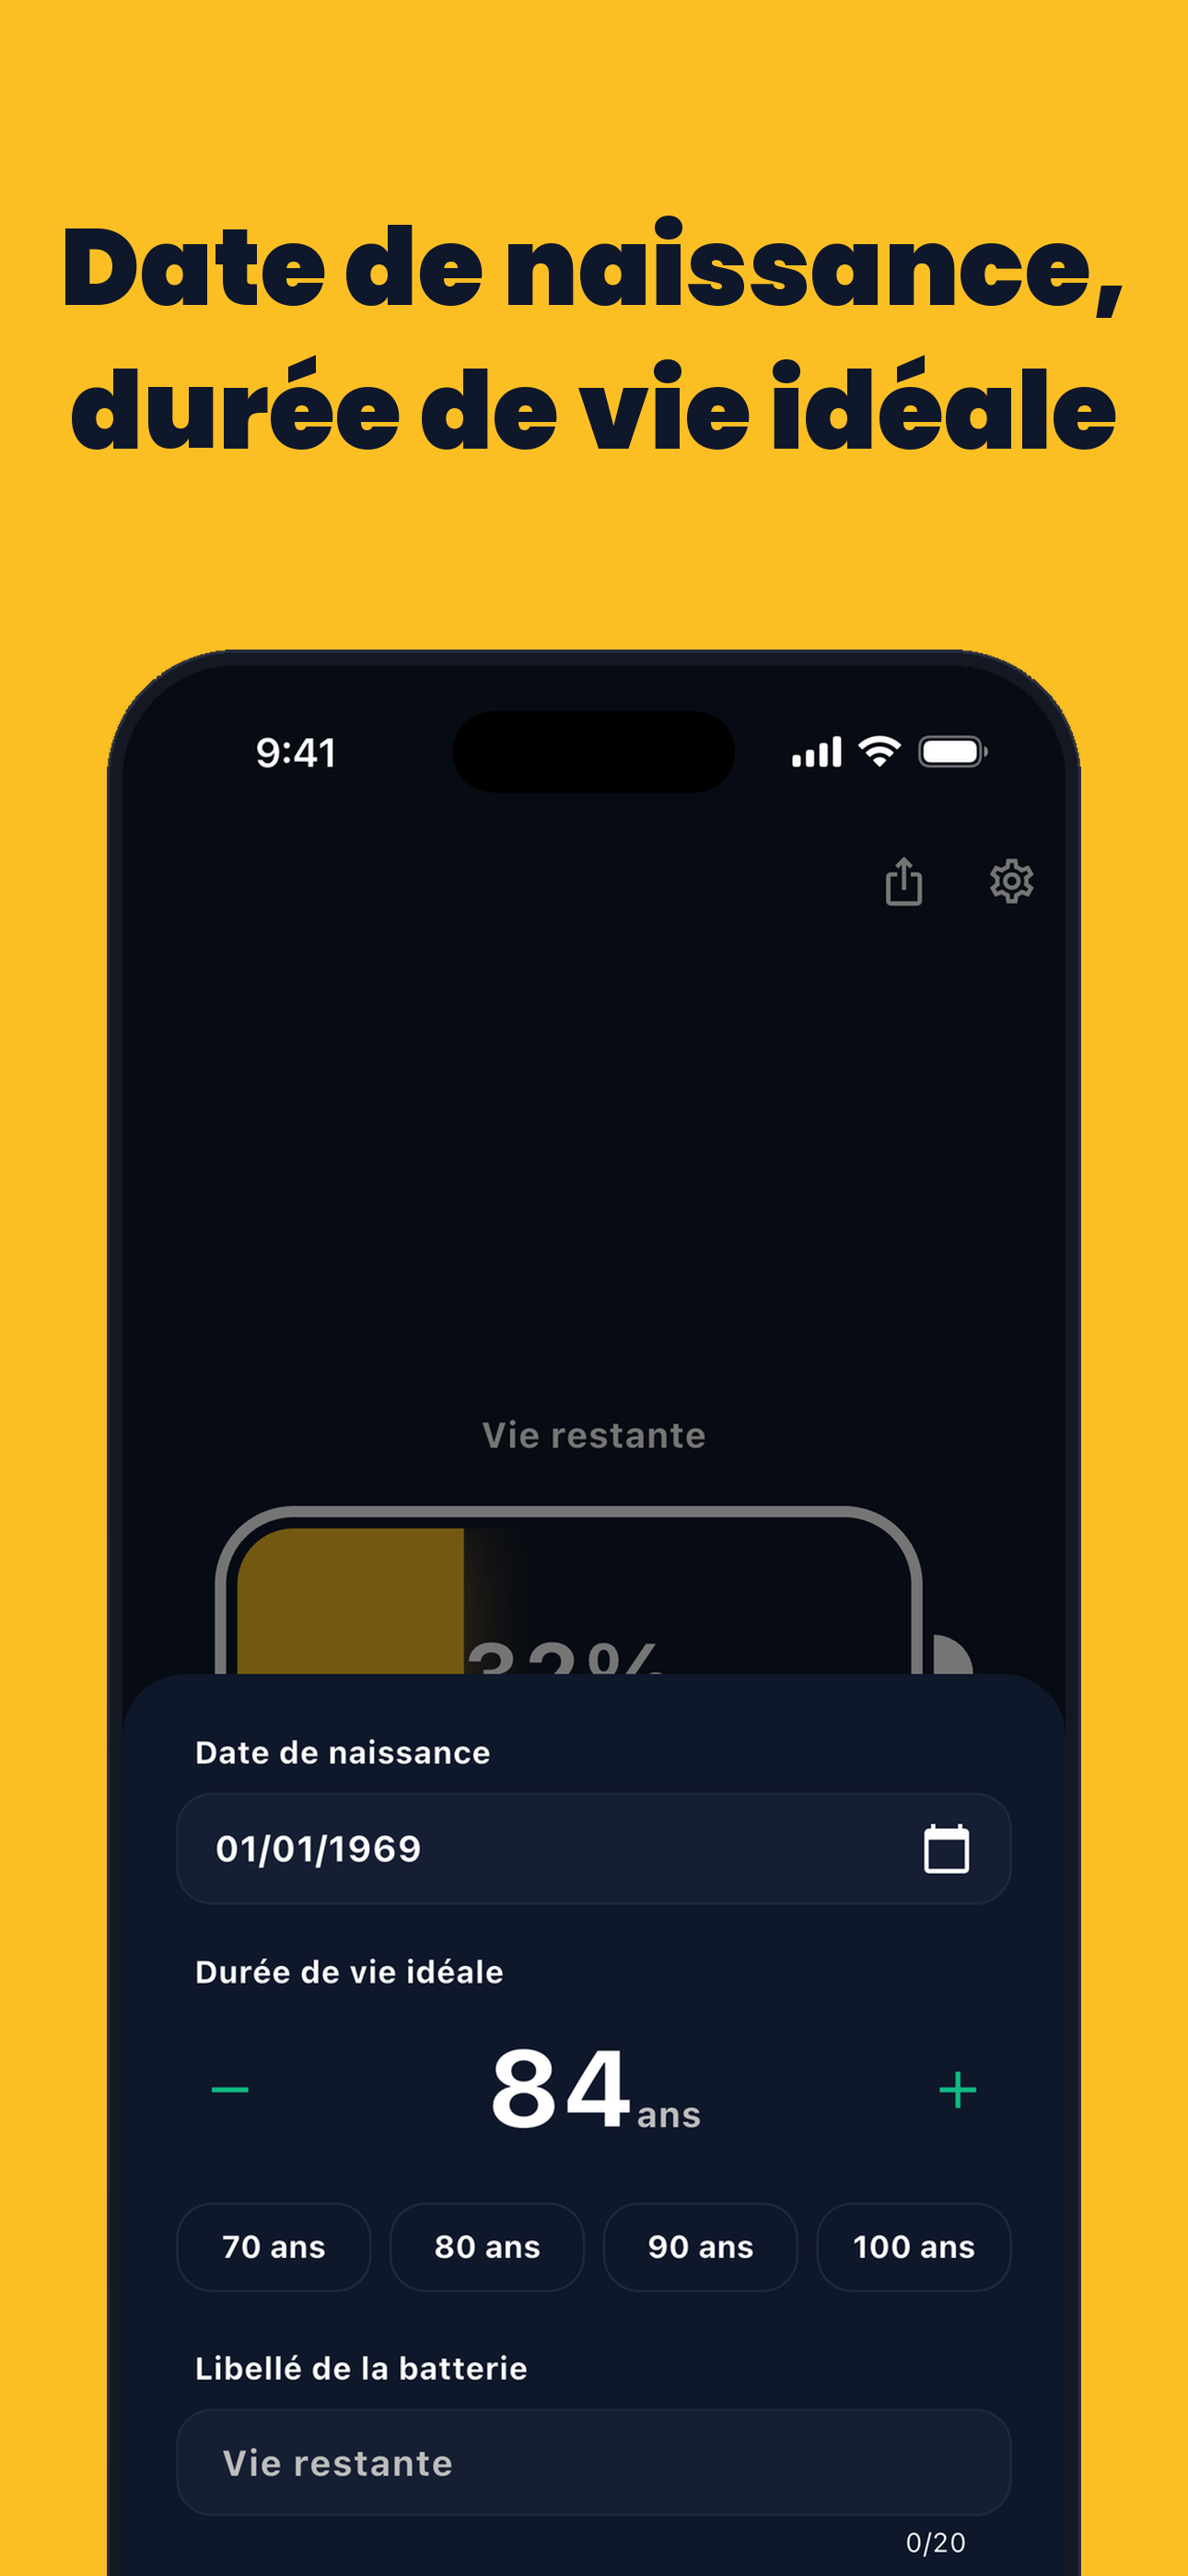 Date de naissance,
durée de vie idéale
9:41
Vie restante
32%
Date de naissance
01/01/1969
Durée de vie idéale
84 ans
70 ans
80 ans
90 ans
100 ans
Libellé de la batterie
Vie restante
0/20